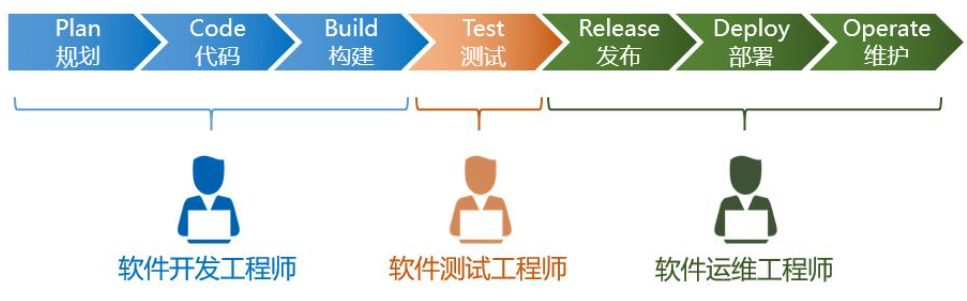 Plan
规划
Code
代码
Build
构建
Test
测试
Release
发布
Deploy
部署
Operate
维护
软件开发工程师
软件测试工程师
软件运维工程师